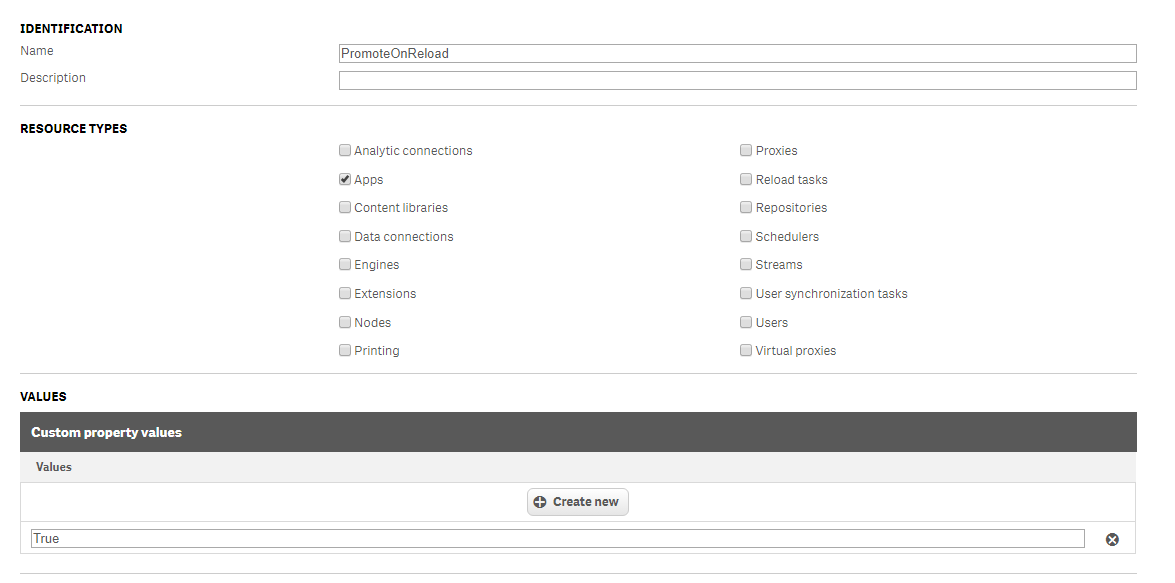 IDENTIFICATION
Name PromoteOnReload
Description
RESOURCE TYPES
Analytic connections Proxies
Apps Reload tasks
Content libraries Repositories
Data connections Schedulers
Engines Streams
Extensions User synchronization tasks
Nodes Users
Printing Virtual proxies
VALUES
Custom property values
Values
Create new
True